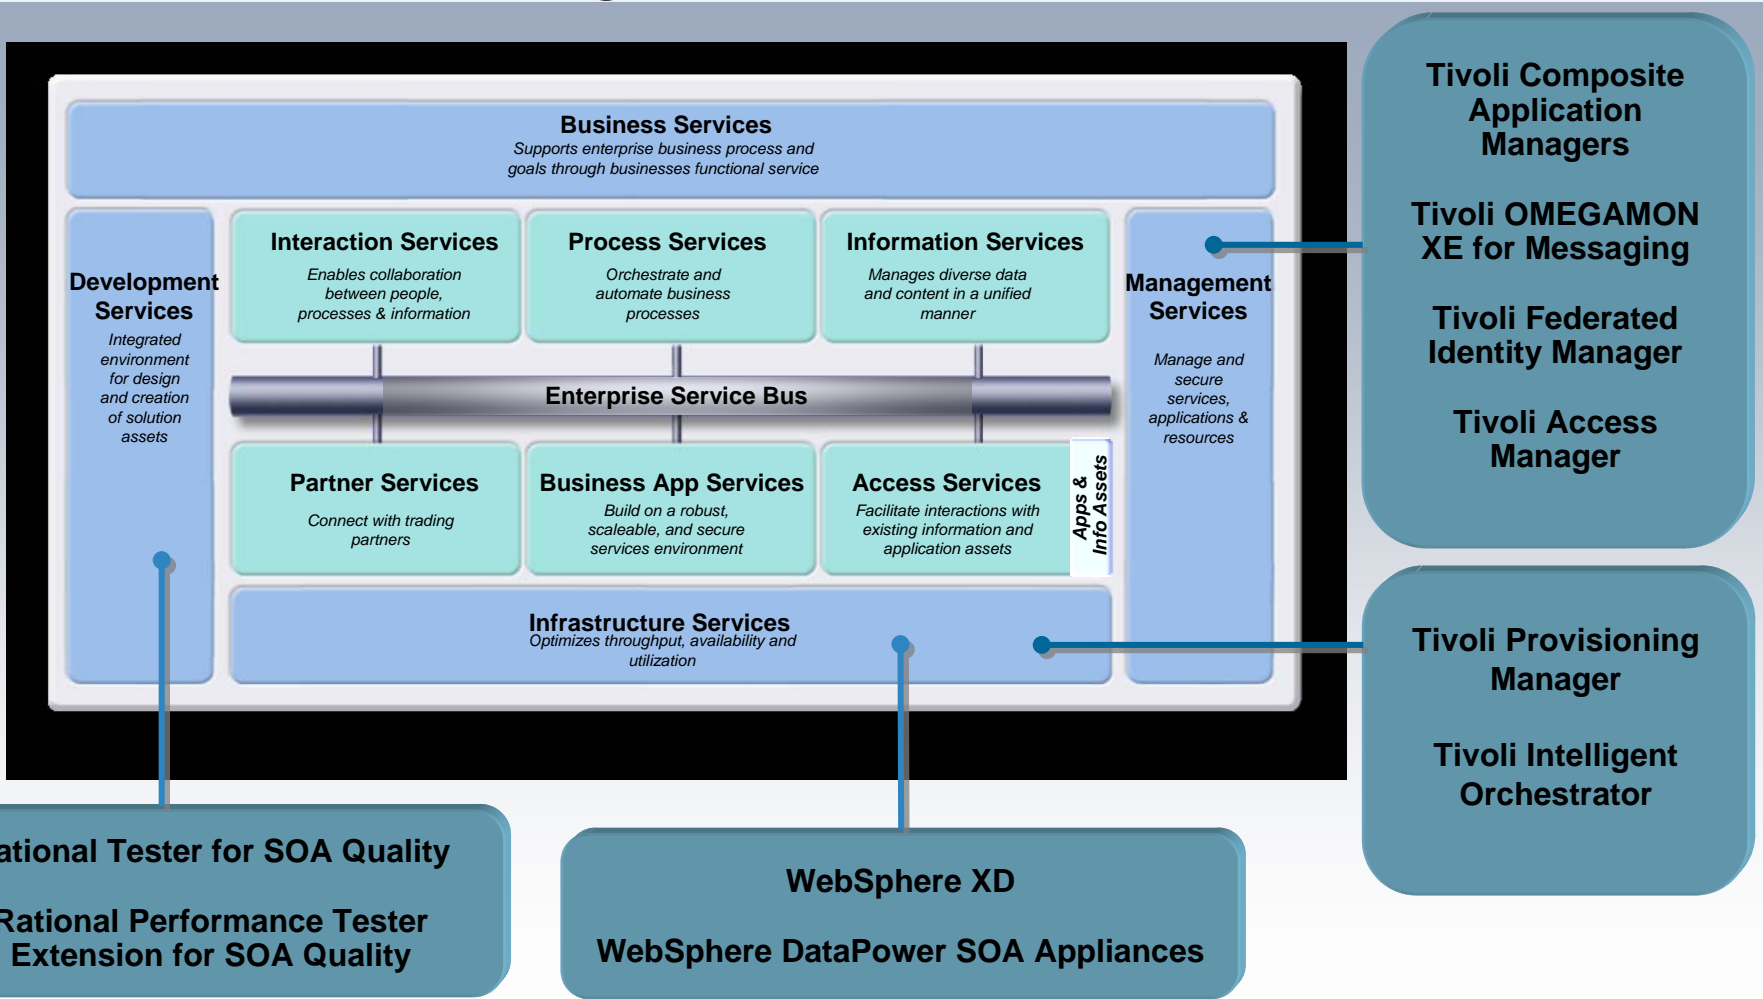 Business Services
Supports enterprise business process and
goals through businesses functional service
Development
Services
Integrated
environment
for design
and creation
of solution
assets
Interaction Services
Enables collaboration
between people,
processes & information
Process Services
Orchestrate and
automate business
processes
Information Services
Manages diverse data
and content in a unified
manner
Management
Services
Manage and
secure
services,
applications &
resources
Enterprise Service Bus
Partner Services
Connect with trading
partners
Business App Services
Build on a robust,
scaleable, and secure
services environment
Access Services
Facilitate interactions with
existing information and
application assets
Apps &
Info Assets
Infrastructure Services
Optimizes throughput, availability and
utilization
Tivoli Composite
Application
Managers
Tivoli OMEGAMON
XE for Messaging
Tivoli Federated
Identity Manager
Tivoli Access
Manager
Tivoli Provisioning
Manager
Tivoli Intelligent
Orchestrator
ational Tester for SOA Quality
Rational Performance Tester
Extension for SOA Quality
WebSphere XD
WebSphere DataPower SOA Appliances